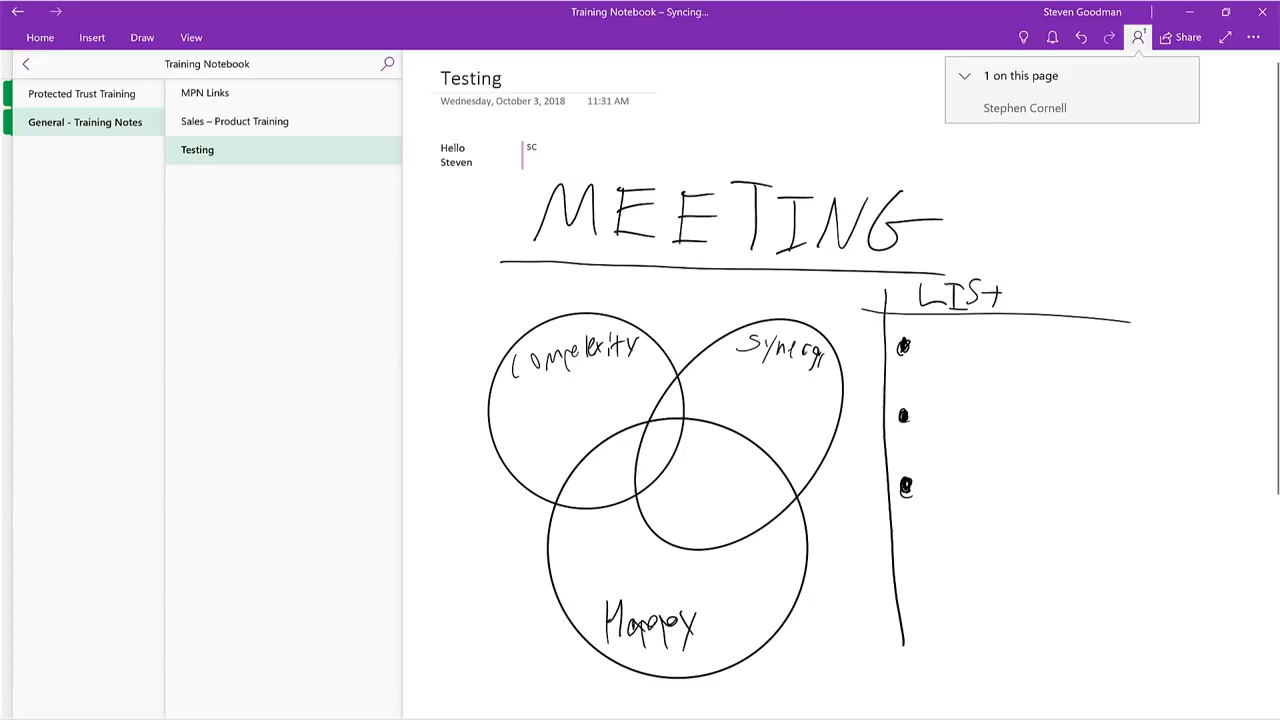 Training Notebook – Syncing...
Steven Goodman
Home Insert Draw View
1
Share
Training Notebook
Protected Trust Training
General - Training Notes
MPN Links
Sales – Product Training
Testing
Testing
Wednesday, October 3, 2018 11:31 AM
1 on this page
Stephen Cornell
Hello
Steven
SC
MEETING
LIST
Compelexity
Synergy
Happy